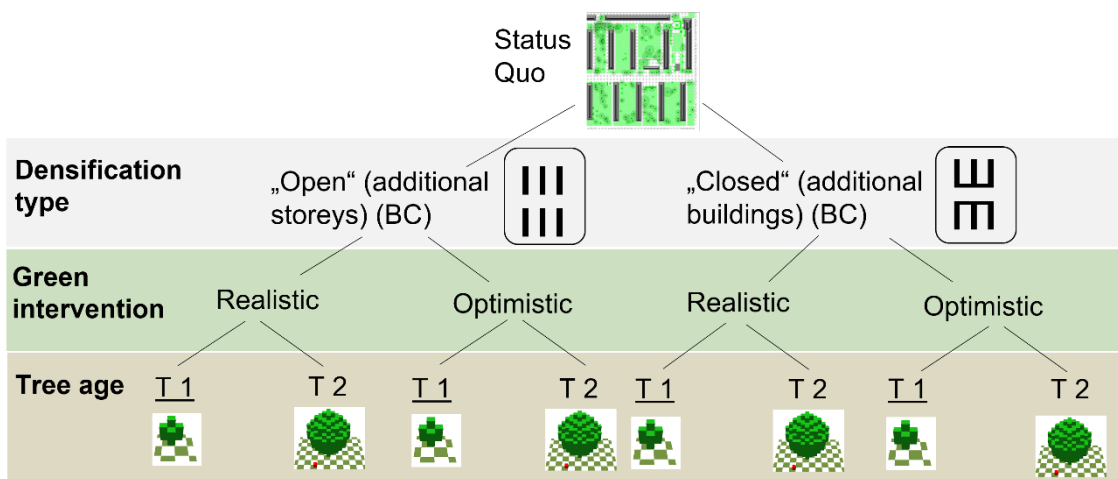 Status
Quo
Densification
type
„Open“ (additional
storeys) (BC)
„Closed“ (additional
buildings) (BC)
Green
intervention
Realistic
Optimistic
Realistic
Optimistic
Tree age
T 1
T 2
T 1
T 2
T 1
T 2
T 1
T 2